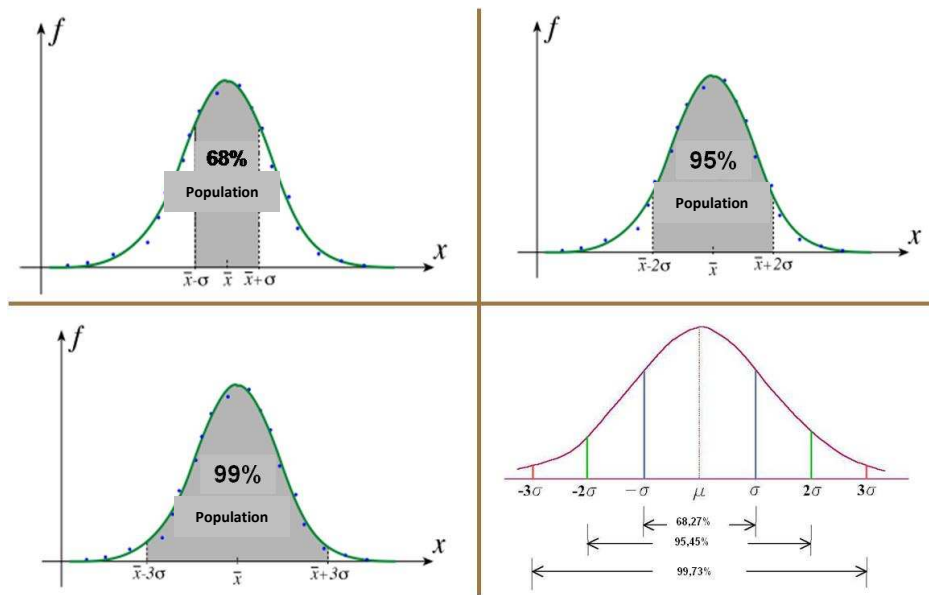 f
68%
Population
x
x̄-σ x̄ x̄+σ
f
95%
Population
x
x̄-2σ x̄ x̄+2σ
f
99%
Population
x
x̄-3σ x̄ x̄+3σ
-3σ -2σ -σ μ σ 2σ 3σ
68,27%
95,45%
99,73%